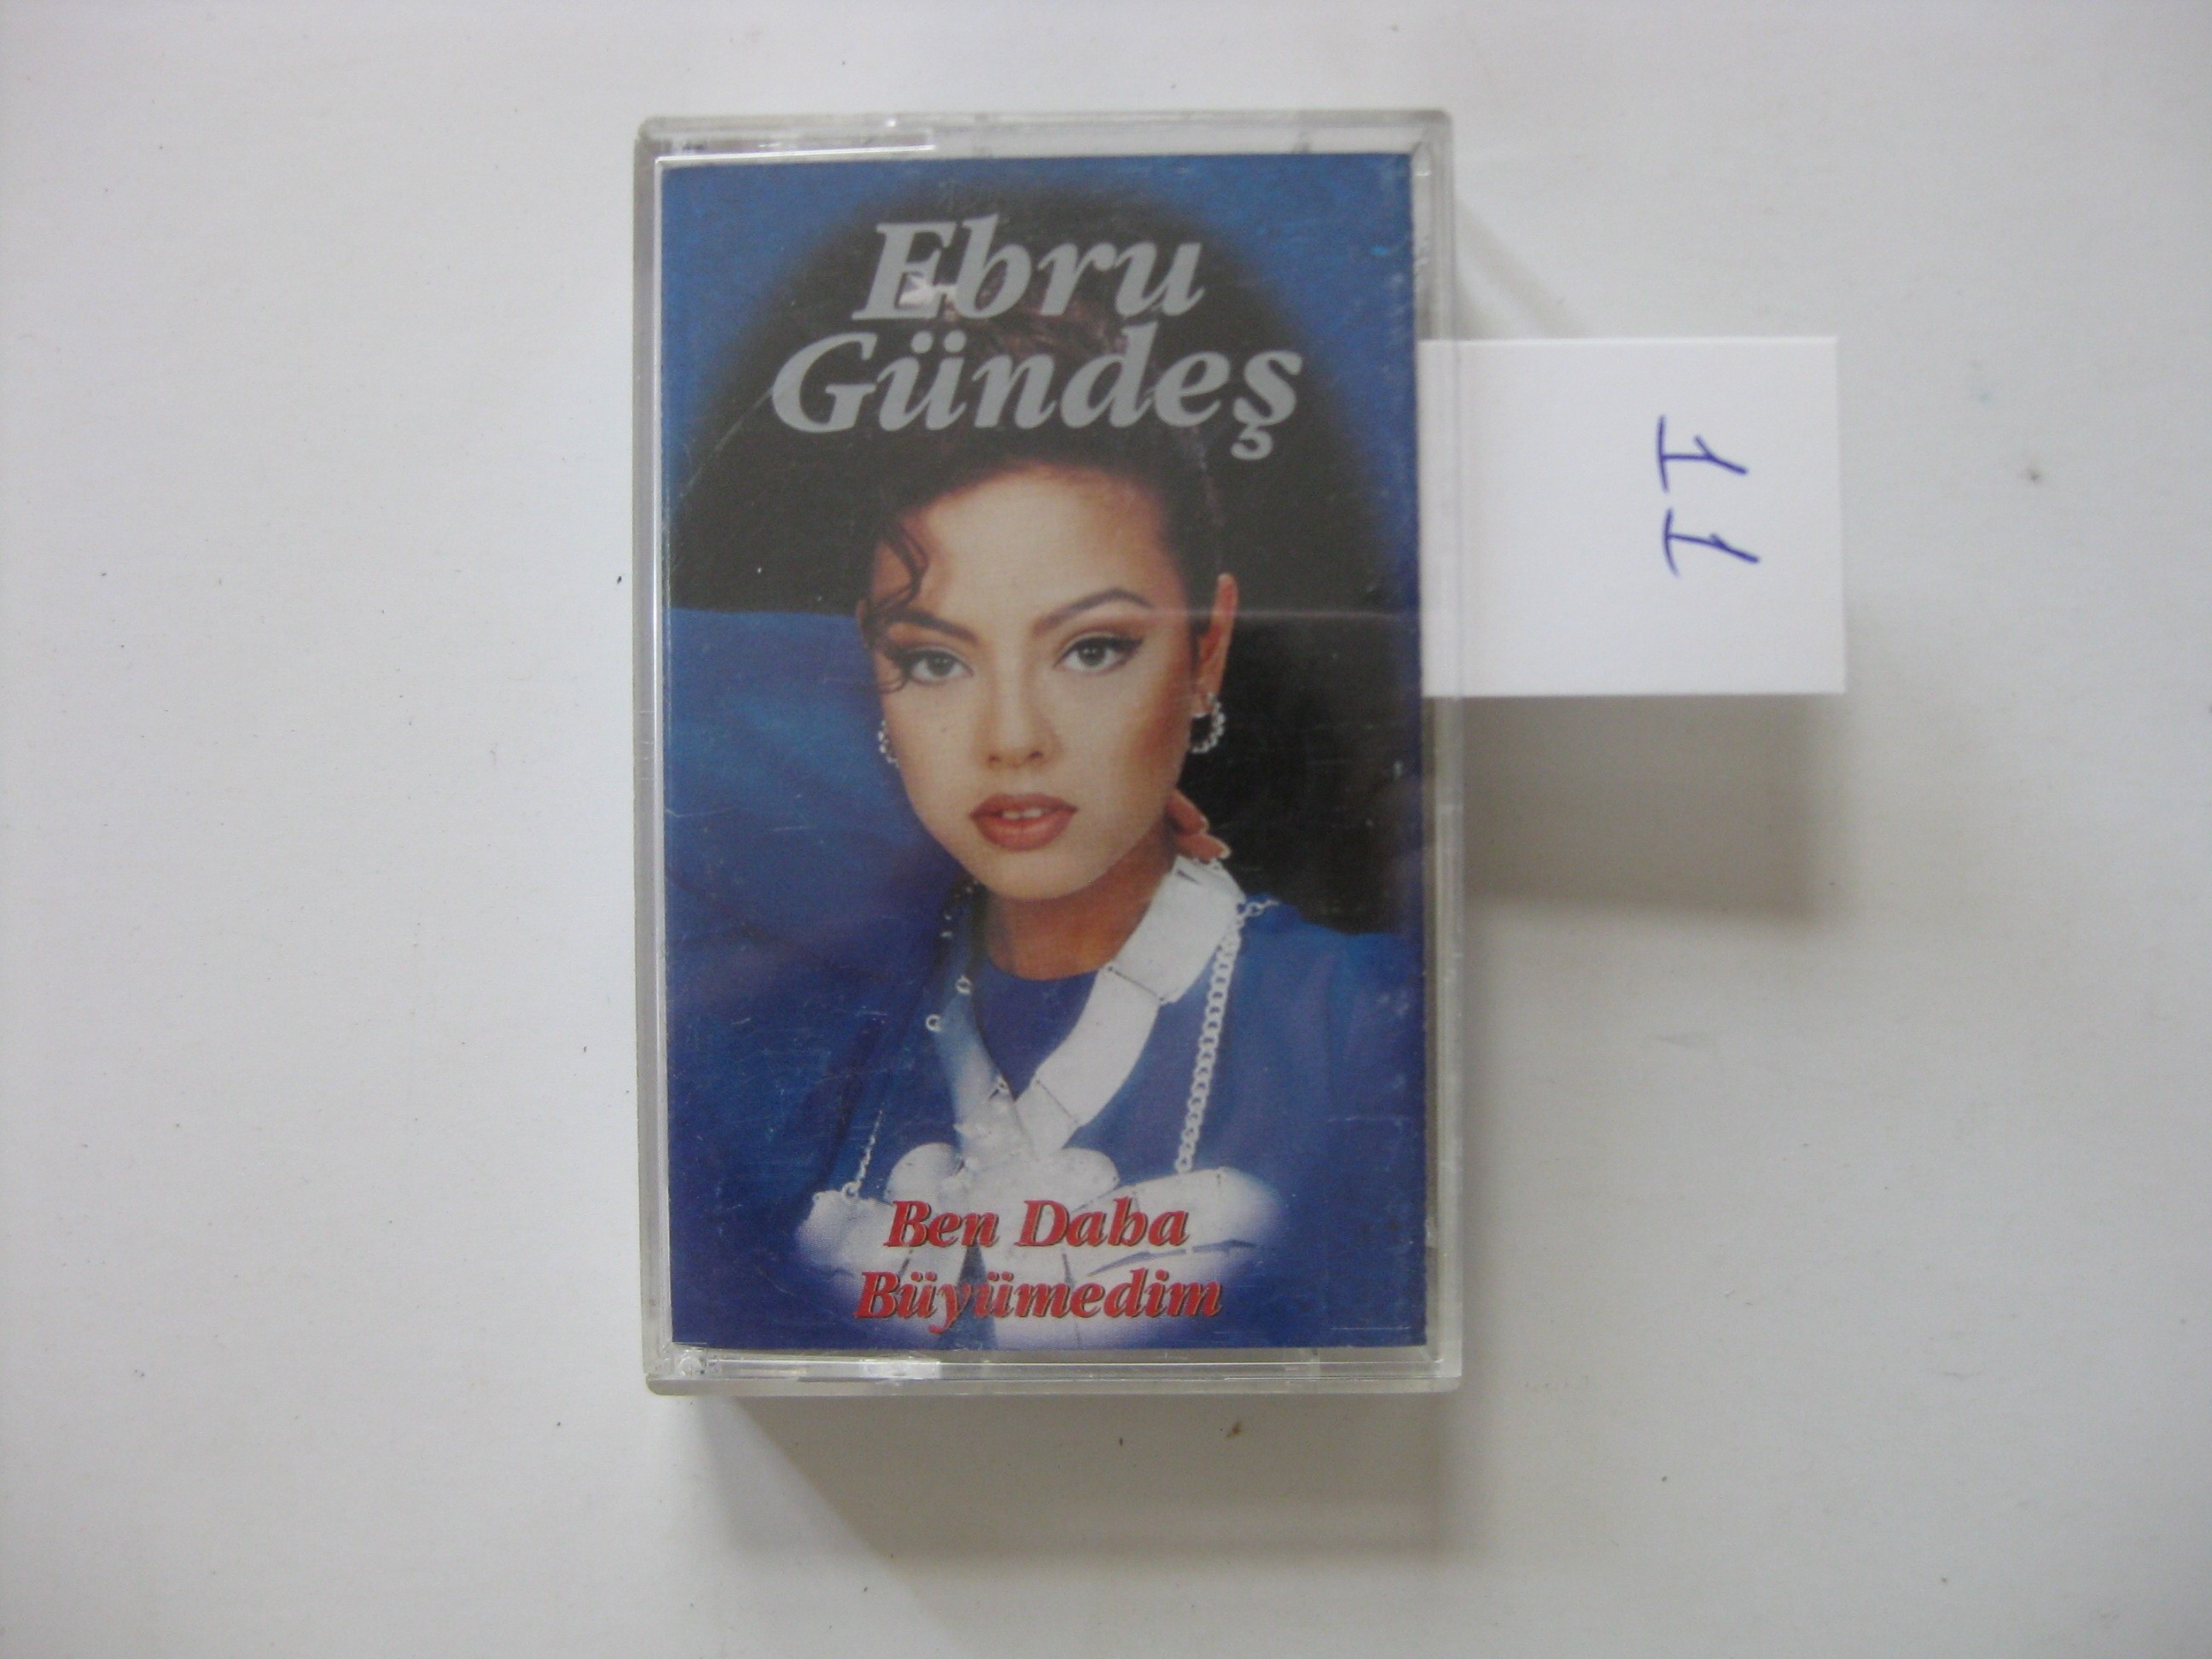 Ebru
Gündeş
11
Ben Daha
Büyümedim